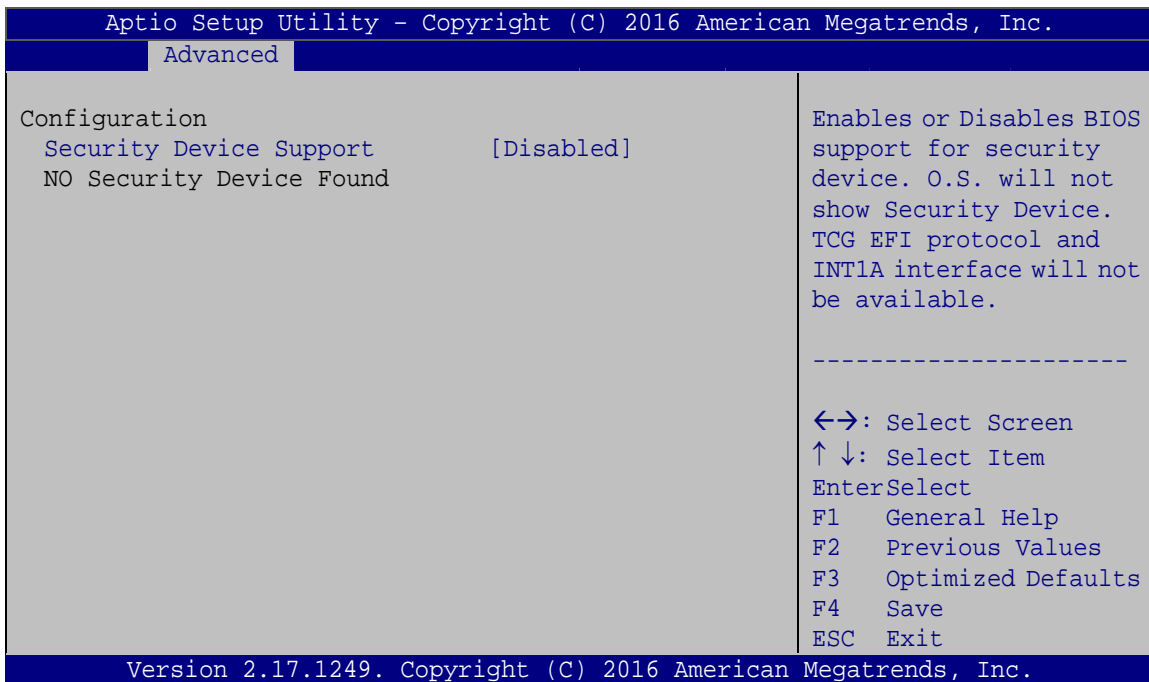 Aptio Setup Utility – Copyright (C) 2016 American Megatrends, Inc.
Advanced
Configuration
Security Device Support [Disabled]
NO Security Device Found
Enables or Disables BIOS
support for security
device. O.S. will not
show Security Device.
TCG EFI protocol and
INT1A interface will not
be available.
----------------------
←→: Select Screen
↑ ↓: Select Item
EnterSelect
F1 General Help
F2 Previous Values
F3 Optimized Defaults
F4 Save
ESC Exit
Version 2.17.1249. Copyright (C) 2016 American Megatrends, Inc.